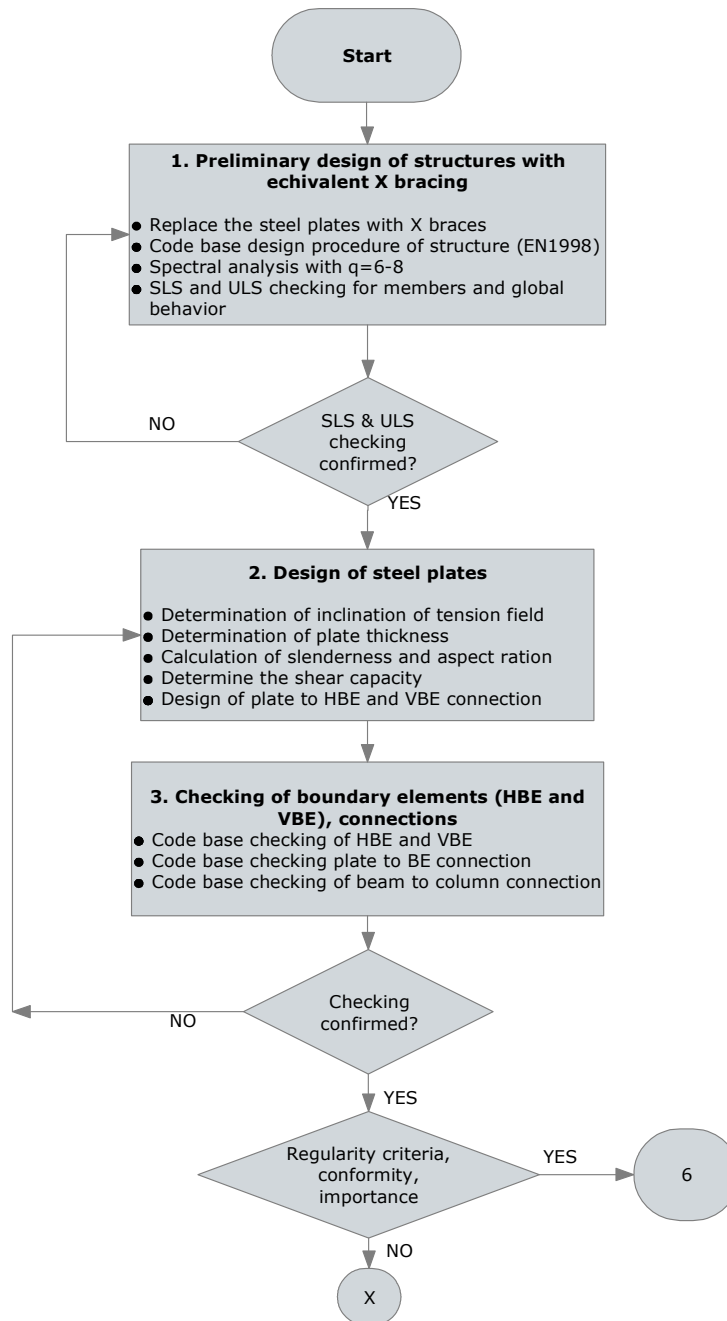 Start
1. Preliminary design of structures with
echivalent X bracing
● Replace the steel plates with X braces
● Code base design procedure of structure (EN1998)
● Spectral analysis with q=6-8
● SLS and ULS checking for members and global
behavior
NO
SLS & ULS
checking
confirmed?
YES
2. Design of steel plates
● Determination of inclination of tension field
● Determination of plate thickness
● Calculation of slenderness and aspect ration
● Determine the shear capacity
● Design of plate to HBE and VBE connection
3. Checking of boundary elements (HBE and
VBE), connections
● Code base checking of HBE and VBE
● Code base checking plate to BE connection
● Code base checking of beam to column connection
NO
Checking
confirmed?
YES
Regularity criteria,
conformity,
importance
YES
6
NO
X